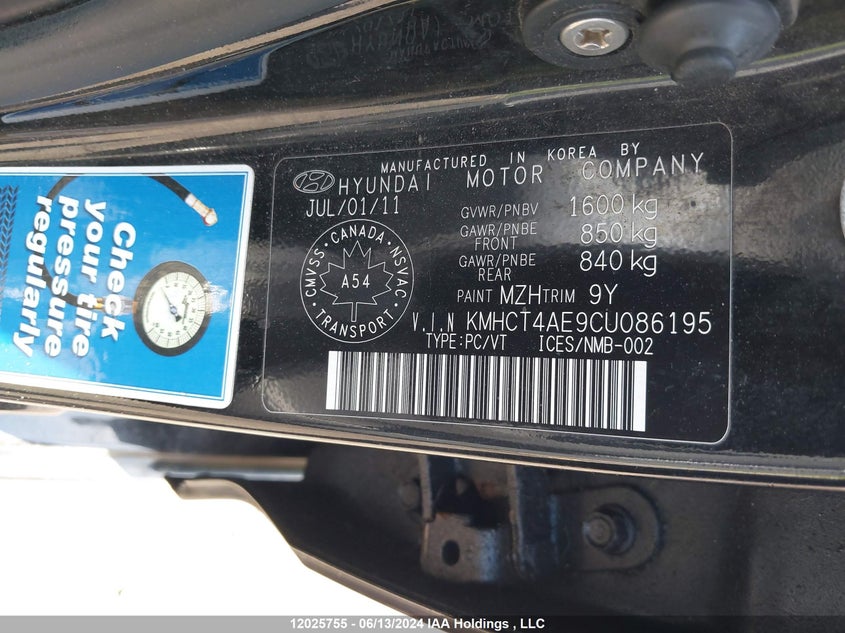 MANUFACTURED IN KOREA BY
HYUNDAI MOTOR COMPANY
JUL/01/11
GVWR/PNBV 1600 kg
GAWR/PNBE FRONT 850 kg
GAWR/PNBE REAR 840 kg
PAINT MZH TRIM 9Y
CANADA
CMVSS
NSVAC
A54
TRANSPORT
V.I.N KMHCT4AE9CU086195
TYPE:PC/VT ICES/NMB-002
Check
your tire
pressure
regularly
12025755 - 06/13/2024 IAA Holdings , LLC